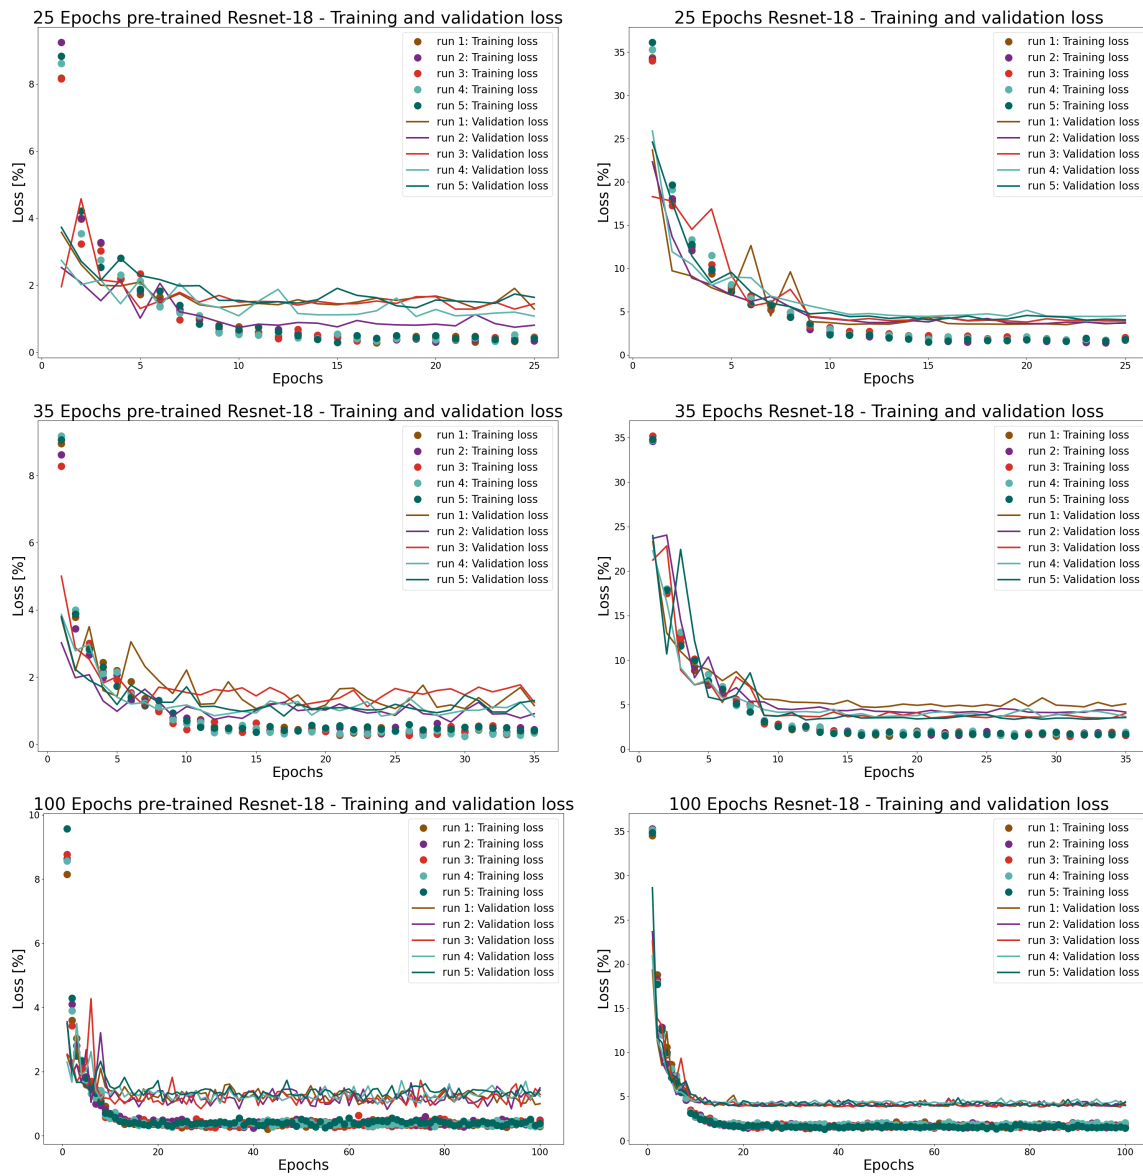 25 Epochs pre-trained Resnet-18 - Training and validation loss
Loss [%]
8
6
4
2
0
0
5
10
15
20
25
Epochs
run 1: Training loss
run 2: Training loss
run 3: Training loss
run 4: Training loss
run 5: Training loss
run 1: Validation loss
run 2: Validation loss
run 3: Validation loss
run 4: Validation loss
run 5: Validation loss
25 Epochs Resnet-18 - Training and validation loss
Loss [%]
35
30
25
20
15
10
5
0
0
5
10
15
20
25
Epochs
run 1: Training loss
run 2: Training loss
run 3: Training loss
run 4: Training loss
run 5: Training loss
run 1: Validation loss
run 2: Validation loss
run 3: Validation loss
run 4: Validation loss
run 5: Validation loss
35 Epochs pre-trained Resnet-18 - Training and validation loss
Loss [%]
8
6
4
2
0
0
5
10
15
20
25
30
35
Epochs
run 1: Training loss
run 2: Training loss
run 3: Training loss
run 4: Training loss
run 5: Training loss
run 1: Validation loss
run 2: Validation loss
run 3: Validation loss
run 4: Validation loss
run 5: Validation loss
35 Epochs Resnet-18 - Training and validation loss
Loss [%]
35
30
25
20
15
10
5
0
0
5
10
15
20
25
30
35
Epochs
run 1: Training loss
run 2: Training loss
run 3: Training loss
run 4: Training loss
run 5: Training loss
run 1: Validation loss
run 2: Validation loss
run 3: Validation loss
run 4: Validation loss
run 5: Validation loss
100 Epochs pre-trained Resnet-18 - Training and validation loss
Loss [%]
10
8
6
4
2
0
0
20
40
60
80
100
Epochs
run 1: Training loss
run 2: Training loss
run 3: Training loss
run 4: Training loss
run 5: Training loss
run 1: Validation loss
run 2: Validation loss
run 3: Validation loss
run 4: Validation loss
run 5: Validation loss
100 Epochs Resnet-18 - Training and validation loss
Loss [%]
35
30
25
20
15
10
5
0
0
20
40
60
80
100
Epochs
run 1: Training loss
run 2: Training loss
run 3: Training loss
run 4: Training loss
run 5: Training loss
run 1: Validation loss
run 2: Validation loss
run 3: Validation loss
run 4: Validation loss
run 5: Validation loss